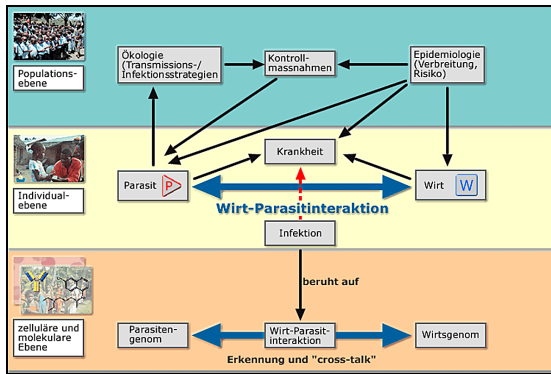 Populations-
ebene
Ökologie
(Transmissions-/
Infektionsstrategien
Kontroll-
massnahmen
Epidemiologie
(Verbreitung,
Risiko)
Individual-
ebene
Krankheit
Parasit
P
Wirt
W
Wirt-Parasitinteraktion
Infektion
beruht auf
zelluläre und
molekulare
Ebene
Parasiten-
genom
Wirt-Parasit-
interaktion
Wirtsgenom
Erkennung und "cross-talk"